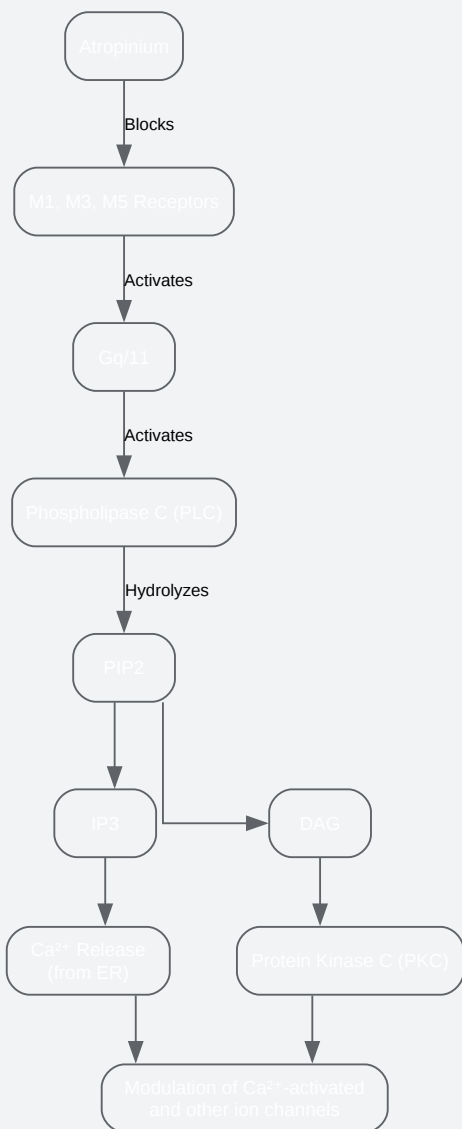 Atropinium
Blocks
M1, M3, M5 Receptors
Activates
Gq/11
Activates
Phospholipase C (PLC)
Hydrolyzes
PIP2
IP3
DAG
Ca²⁺ Release
(from ER)
Protein Kinase C (PKC)
Modulation of Ca²⁺-activated
and other ion channels